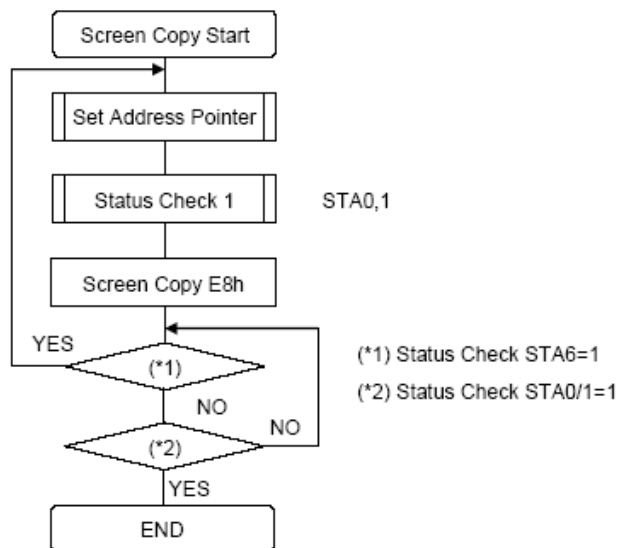 Screen Copy Start
Set Address Pointer
Status Check 1
STA0,1
Screen Copy E8h
YES
(*1)
(*1) Status Check STA6=1
NO
(*2) Status Check STA0/1=1
(*2)
NO
YES
END